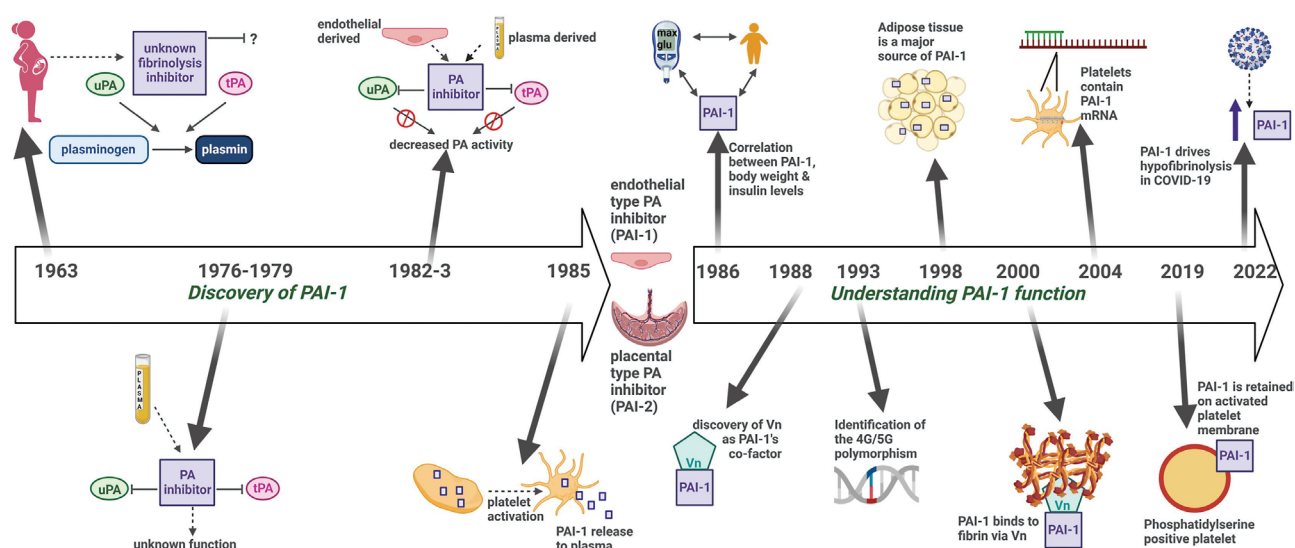 unknown
fibrinolysis
inhibitor
?
uPA
tPA
plasminogen
plasmin
endothelial
derived
plasma derived
PA
inhibitor
uPA
tPA
decreased PA activity
max
glu
PAI-1
Correlation
between PAI-1,
body weight &
insulin levels
Adipose tissue
is a major
source of PAI-1
Platelets
contain
PAI-1
mRNA
PAI-1
PAI-1 drives
hypofibrinolysis
in COVID-19
1963
1976-1979
1982-3
1985
Discovery of PAI-1
endothelial
type PA
inhibitor
(PAI-1)
placental
type PA
inhibitor
(PAI-2)
1986
1988
1993
1998
2000
2004
2019
2022
Understanding PAI-1 function
PLASMA
PA
inhibitor
uPA
tPA
unknown function
platelet
activation
PAI-1 release
to plasma
discovery of Vn
as PAI-1's
co-factor
Vn
PAI-1
Identification of
the 4G/5G
polymorphism
PAI-1 binds to
fibrin via Vn
Vn
PAI-1
PAI-1 is retained
on activated
platelet
membrane
PAI-1
Phosphatidylserine
positive platelet